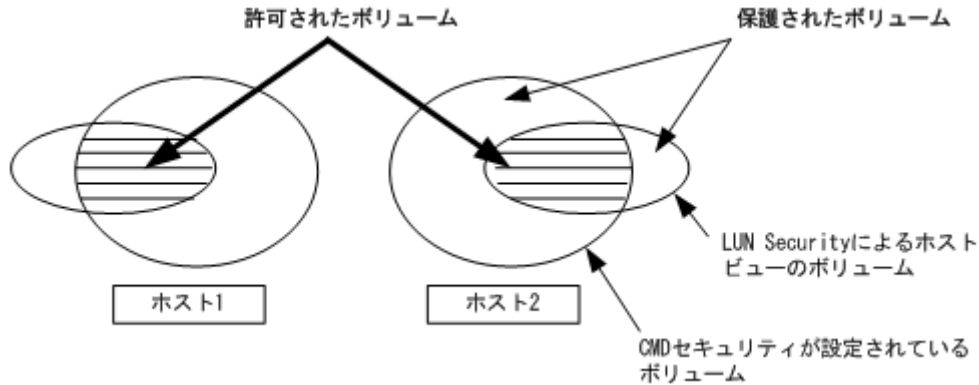 許可されたボリューム
保護されたボリューム
LUN Securityによるホスト
ビューのボリューム
ホスト1
ホスト2
CMDセキュリティが設定されている
ボリューム